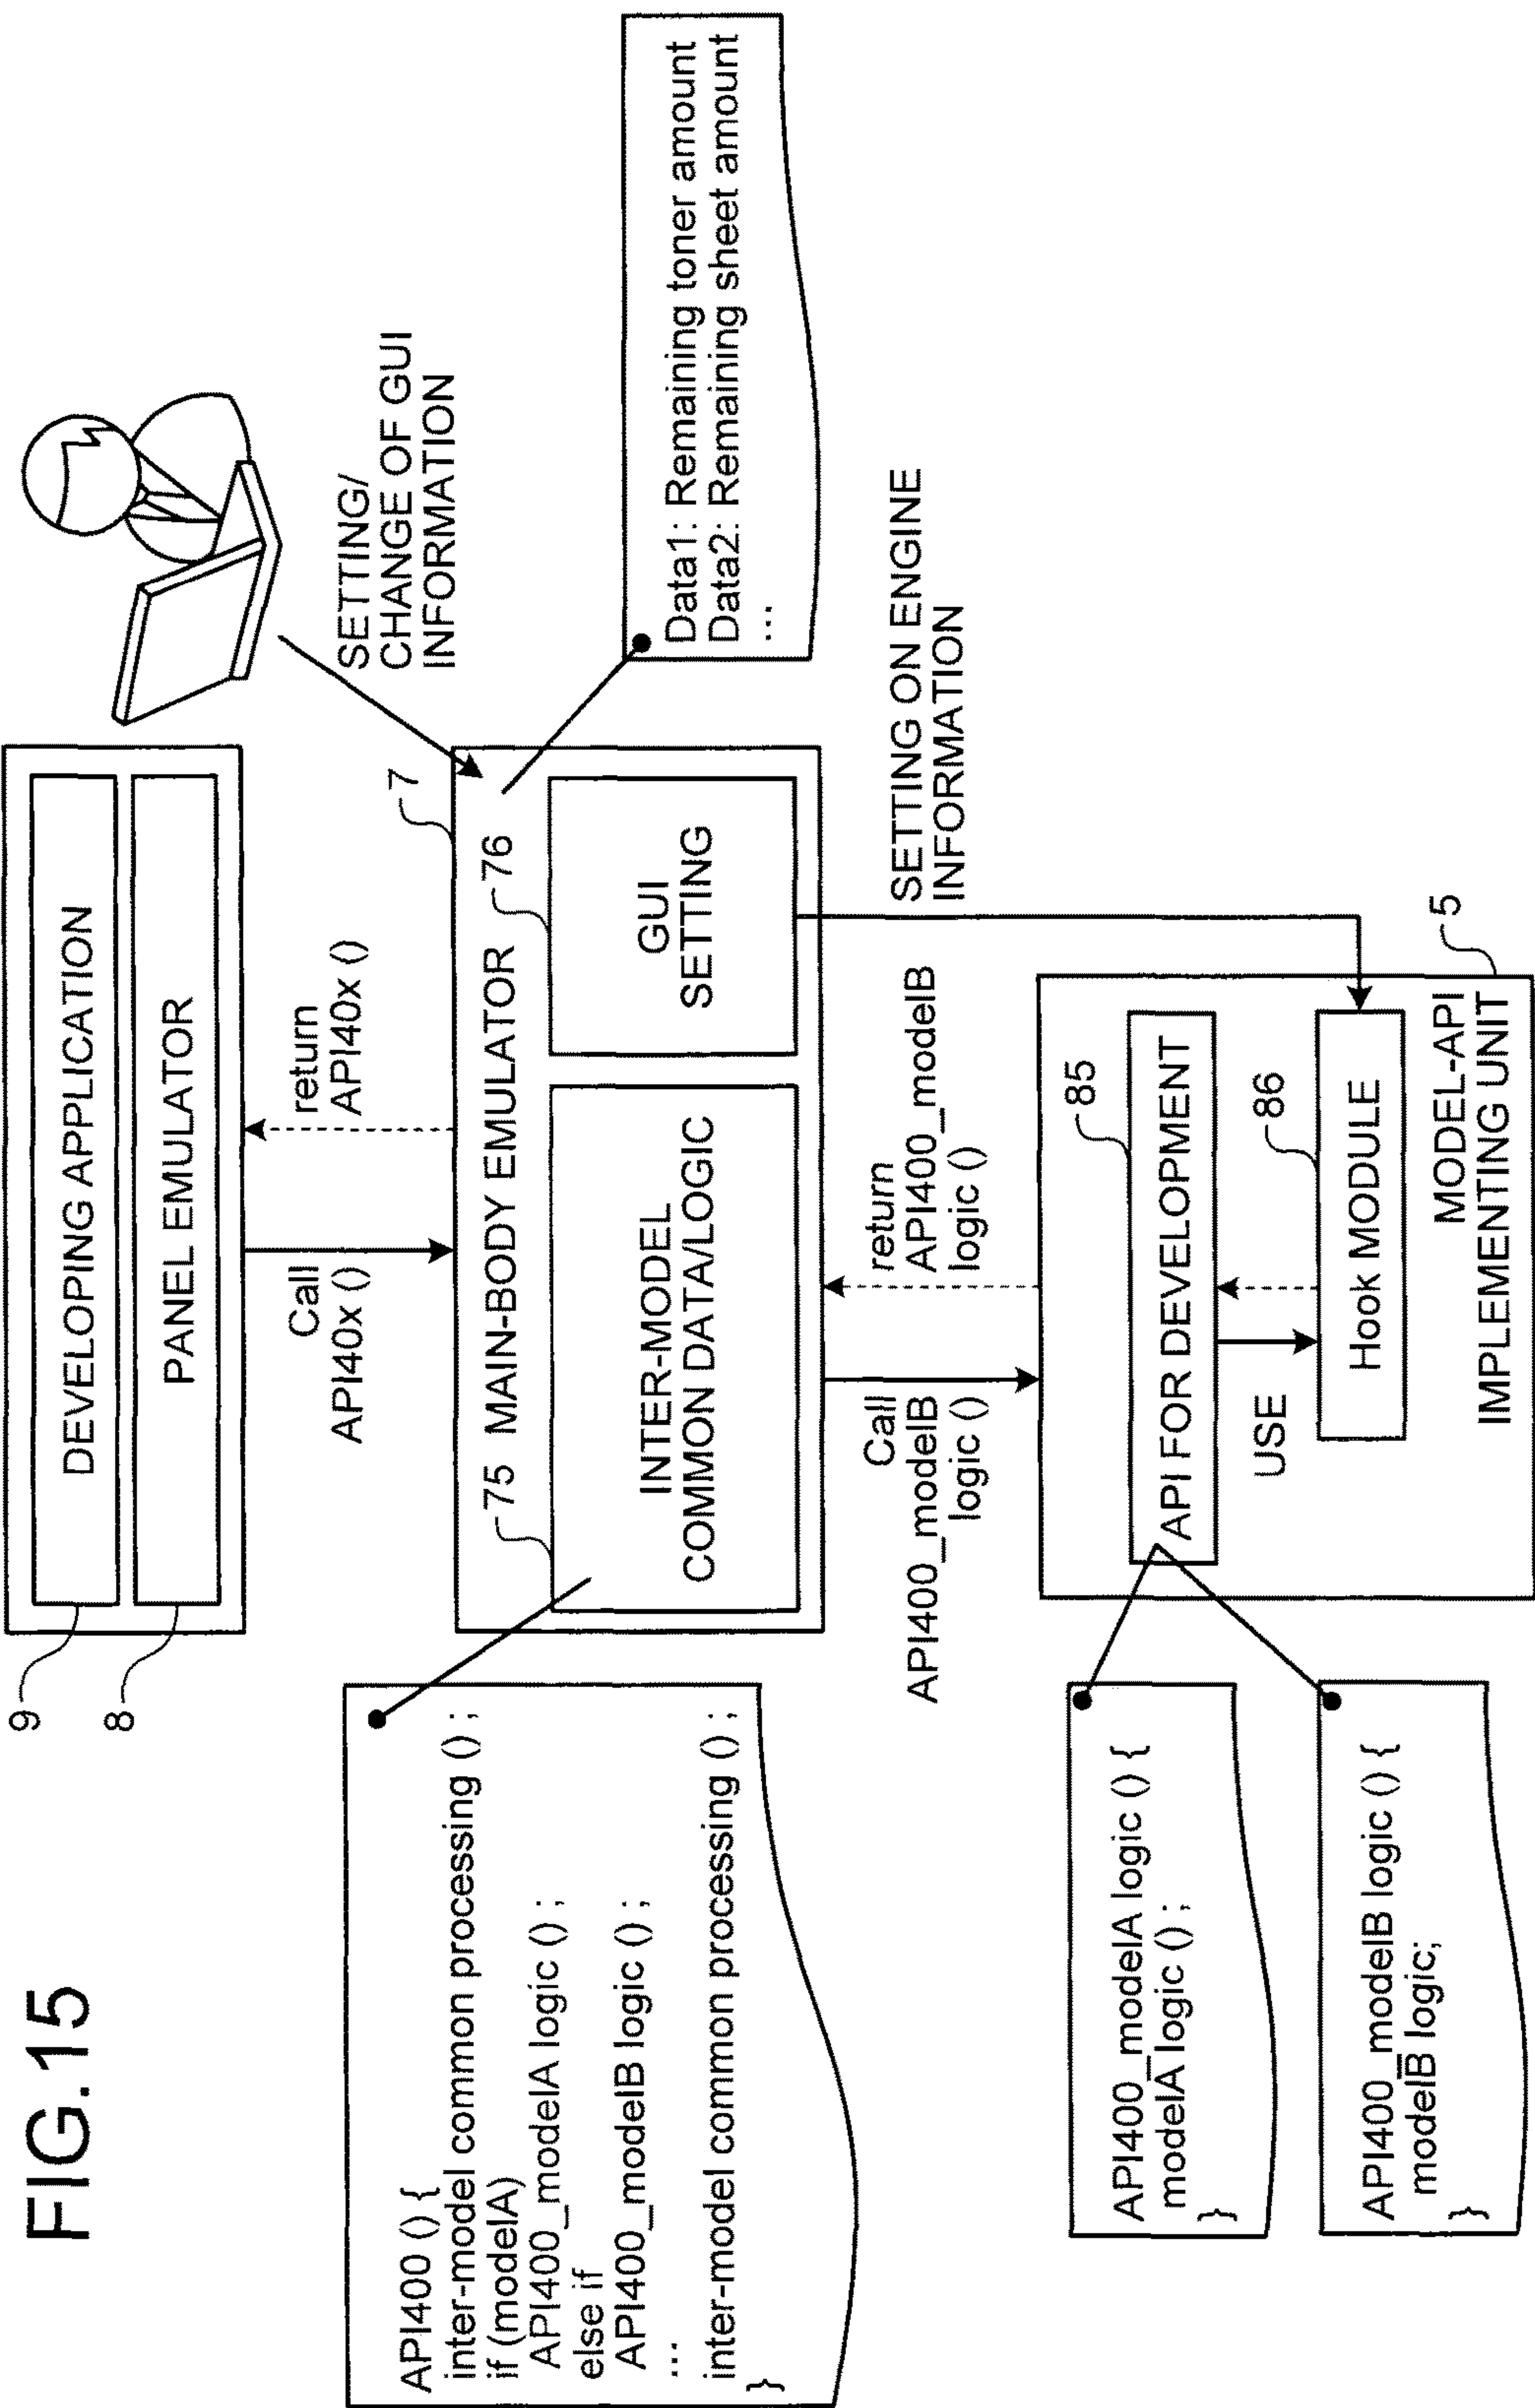 FIG.15
9
DEVELOPING APPLICATION
8
PANEL EMULATOR
Call
API40x ()
return
API40x ()
SETTING/
CHANGE OF GUI
INFORMATION
7
75
MAIN-BODY EMULATOR
76
INTER-MODEL
COMMON DATA/LOGIC
GUI
SETTING
API400 () {
inter-model common processing () ;
if (modelA)
API400_modelA logic () ;
else if
API400_modelB logic () ;
...
inter-model common processing () ;
}
Data1: Remaining toner amount
Data2: Remaining sheet amount
...
Call
API400_modelB
logic ()
return
API400_modelB
logic ()
SETTING ON ENGINE
INFORMATION
5
85
API FOR DEVELOPMENT
USE
86
Hook MODULE
MODEL-API
IMPLEMENTING UNIT
API400_modelA logic () {
modelA logic () ;
}
API400_modelB logic () {
modelB logic;
}